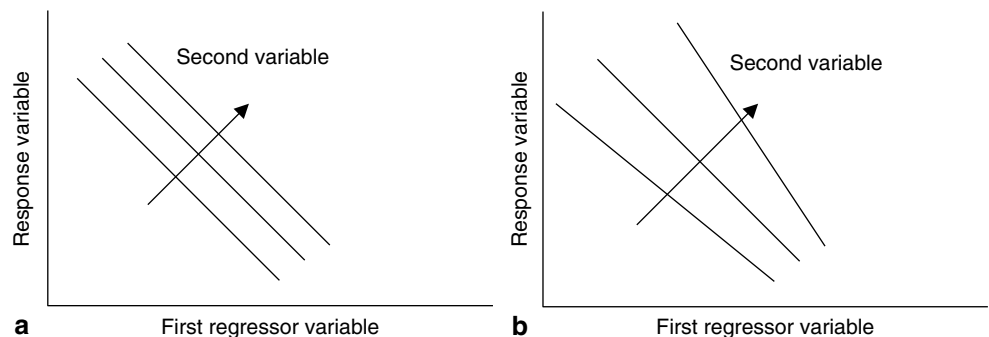 Second variable
Response variable
First regressor variable
a
Second variable
Response variable
First regressor variable
b